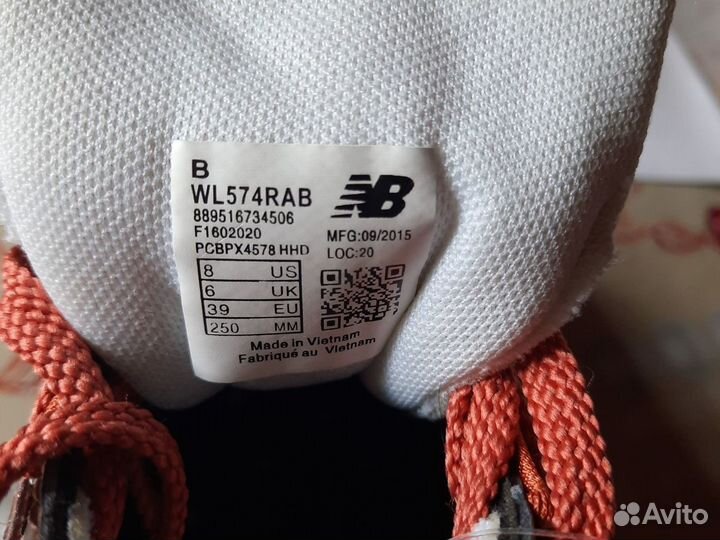 B
WL574RAB
889516734506
F1602020
PCBPX4578 HHD
NB
MFG:09/2015
LOC:20
8 US
6 UK
39 EU
250 MM
Made in Vietnam
Fabriqué au Vietnam
Avito